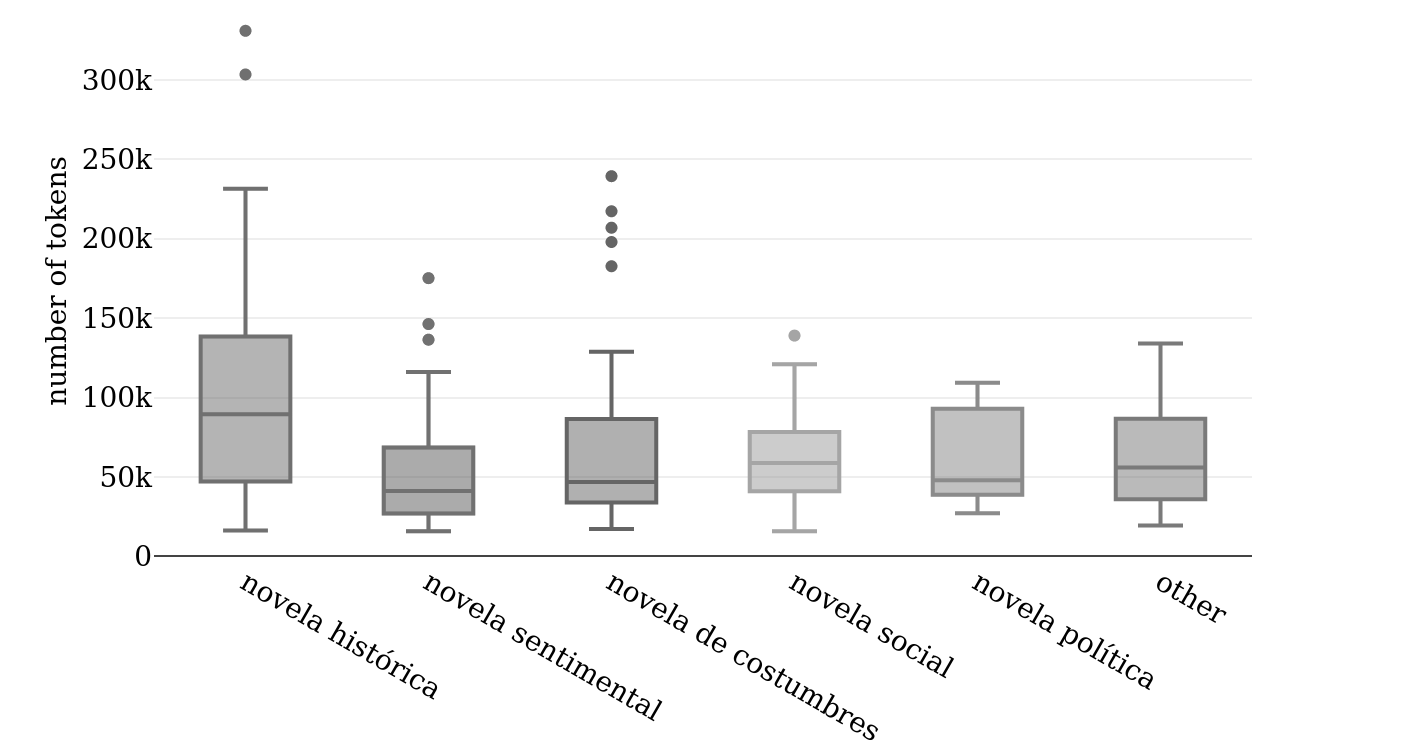 300k
250k
200k
150k
100k
50k
0
number of tokens
novela histórica
novela sentimental
novela de costumbres
novela social
novela política
other